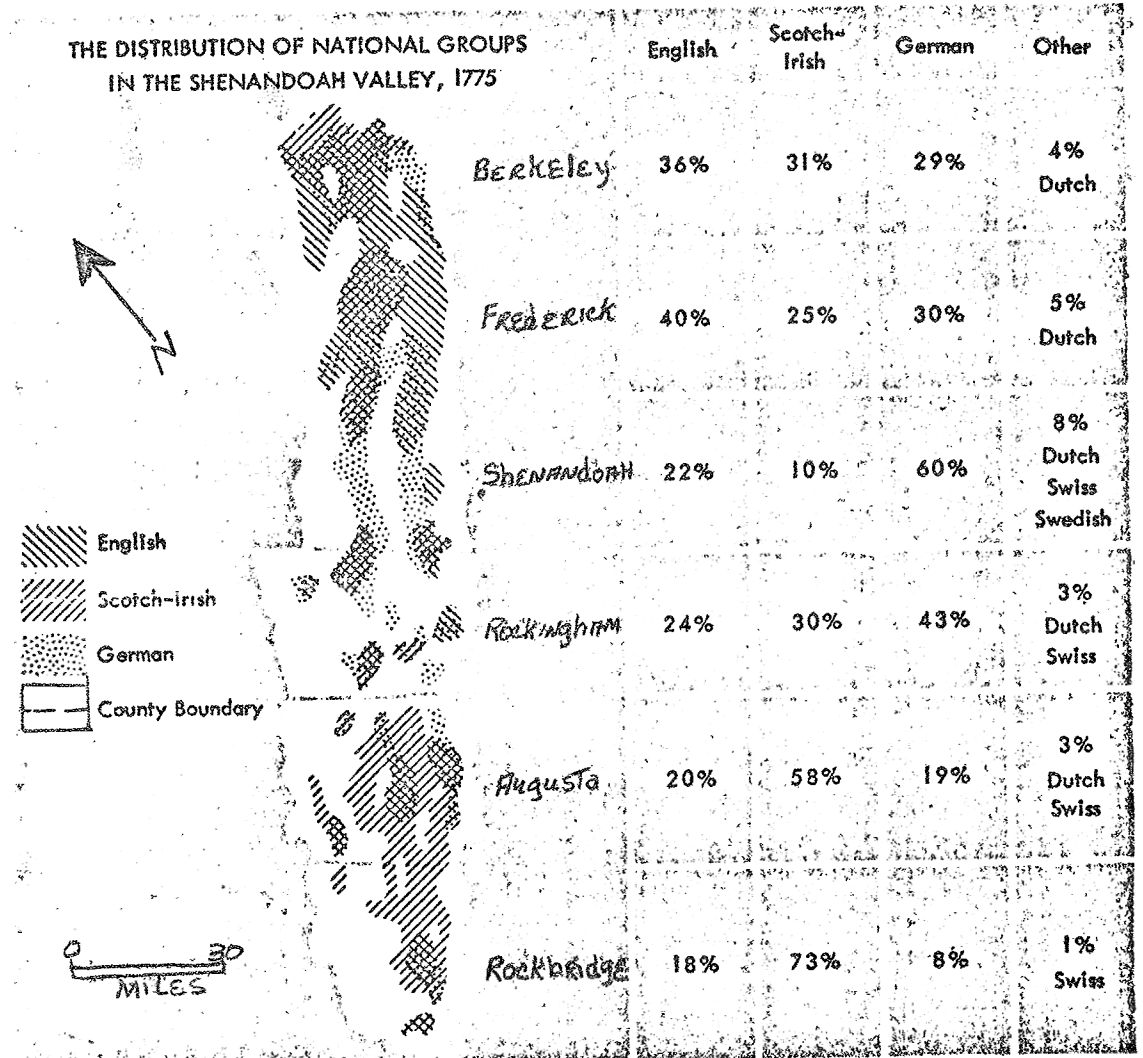 THE DISTRIBUTION OF NATIONAL GROUPS
IN THE SHENANDOAH VALLEY, 1775
English Scotch-Irish German Other
BERKEley 36% 31% 29% 4% Dutch
FREDERICK 40% 25% 30% 5% Dutch
SHENANDOAH 22% 10% 60% 8% Dutch Swiss Swedish
ROCKINGHAM 24% 30% 43% 3% Dutch Swiss
Augusta 20% 58% 19% 3% Dutch Swiss
Rockbridge 18% 73% 8% 1% Swiss
N
English
Scotch-Irish
German
County Boundary
0 30
MILES